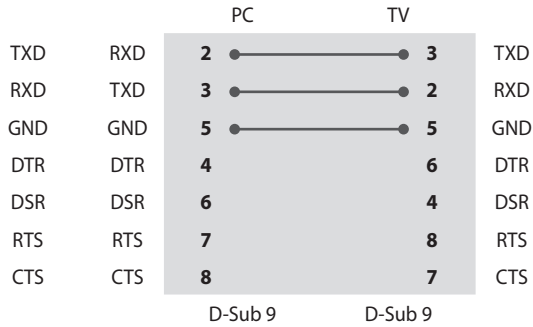 PC TV
TXD RXD 2 3 TXD
RXD TXD 3 2 RXD
GND GND 5 5 GND
DTR DTR 4 6 DTR
DSR DSR 6 4 DSR
RTS RTS 7 8 RTS
CTS CTS 8 7 CTS
D-Sub 9 D-Sub 9